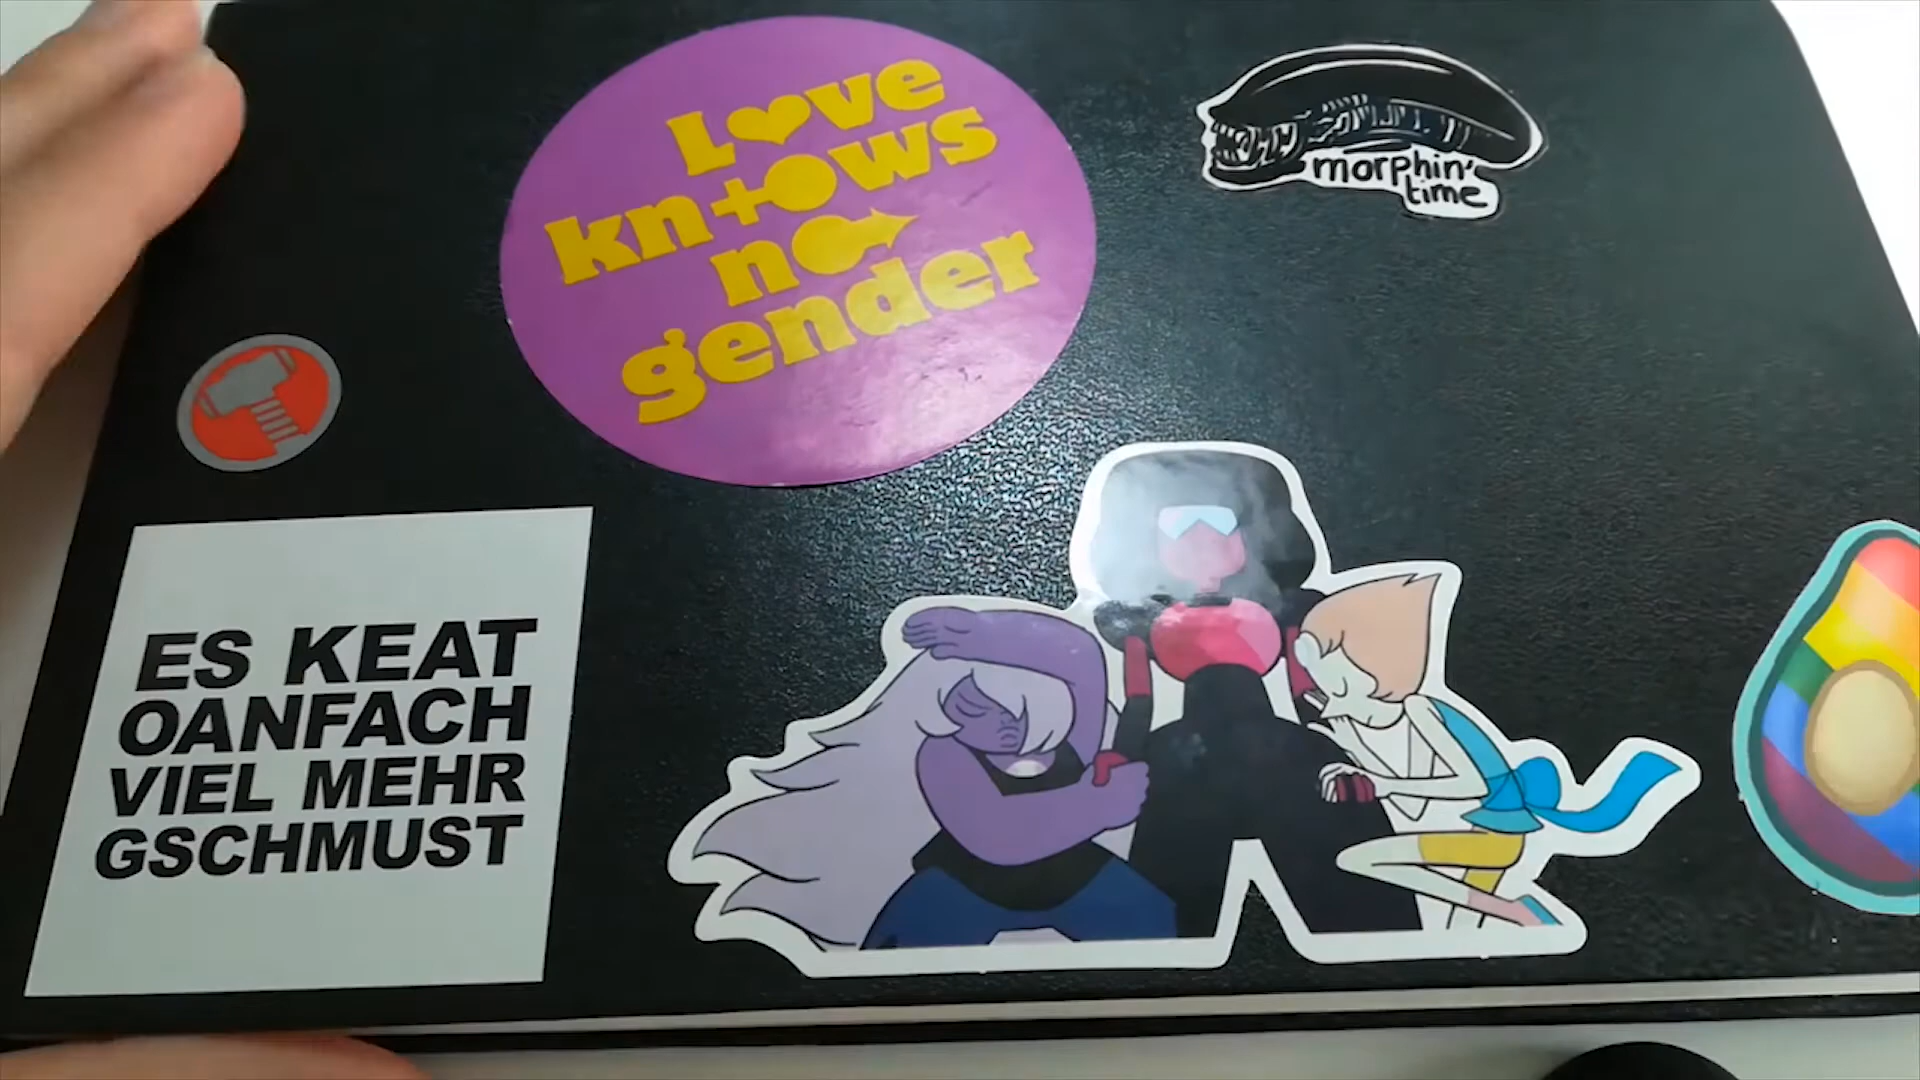 Love
knows
no
gender
morphin'
time
ES KEAT
OANFACH
VIEL MEHR
GSCHMUST